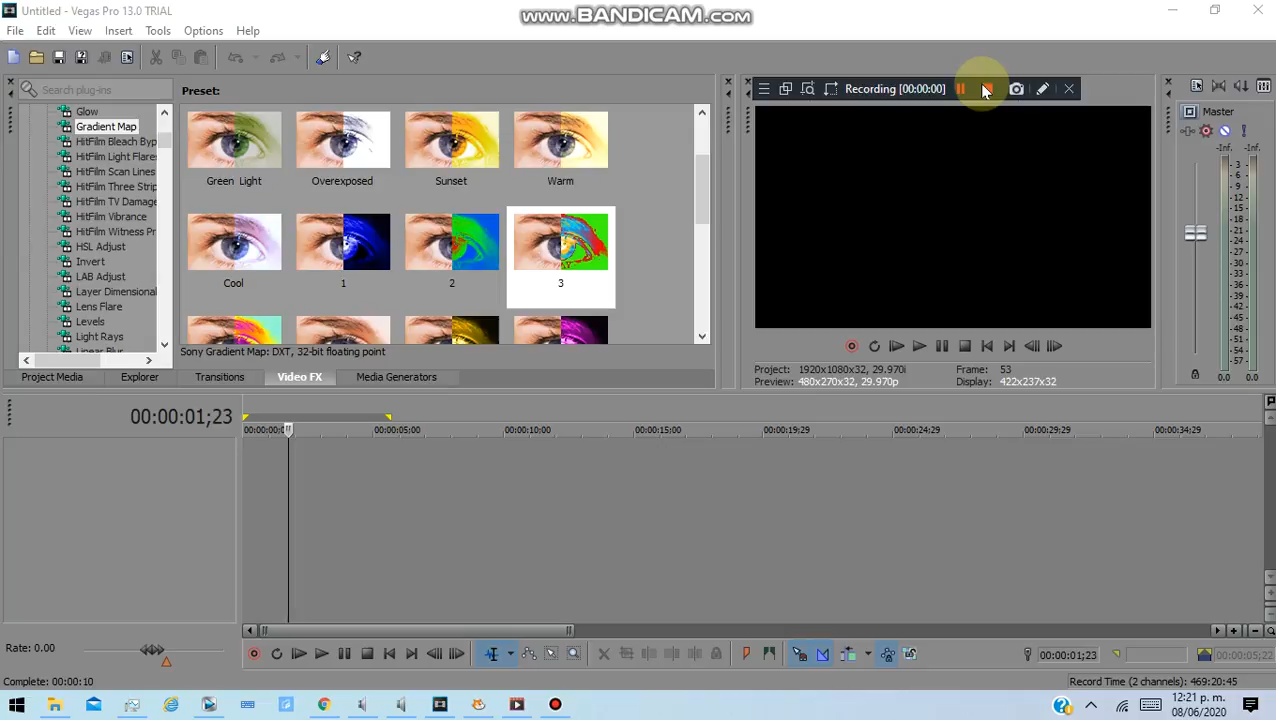 Untitled - Vegas Pro 13.0 TRIAL
www.BANDICAM.com
File Edit View Insert Tools Options Help
Search plug-ins
Preset:
Recording [00:00:00]
Master
Glow
Gradient Map
HitFilm Bleach Byp
HitFilm Light Flare
HitFilm Scan Lines
HitFilm Three Strip
HitFilm TV Damage
HitFilm Vibrance
HitFilm Witness Pr
HSL Adjust
Invert
LAB Adjust
Layer Dimensional
Lens Flare
Levels
Light Rays
Linear Blur
Green Light Overexposed Sunset Warm
Cool 1 2 3
Sony Gradient Map: DXT, 32-bit floating point
-Inf. -Inf.
3
6
9
12
15
18
21
24
27
30
33
36
39
42
45
48
51
54
57
0.0 0.0
Project: 1920x1080x32, 29.970i Frame: 53
Preview: 480x270x32, 29.970p Display: 422x237x32
Project Media Explorer Transitions Video FX Media Generators
00:00:01;23
00:00:05;00 00:00:10;00 00:00:15;00 00:00:19;29 00:00:24;29 00:00:29;29 00:00:34;29
Rate: 0.00
00:00:01;23 00:00:05;22
Complete: 00:00:10
Record Time (2 channels): 469:20:45
12:21 p. m.
08/06/2020